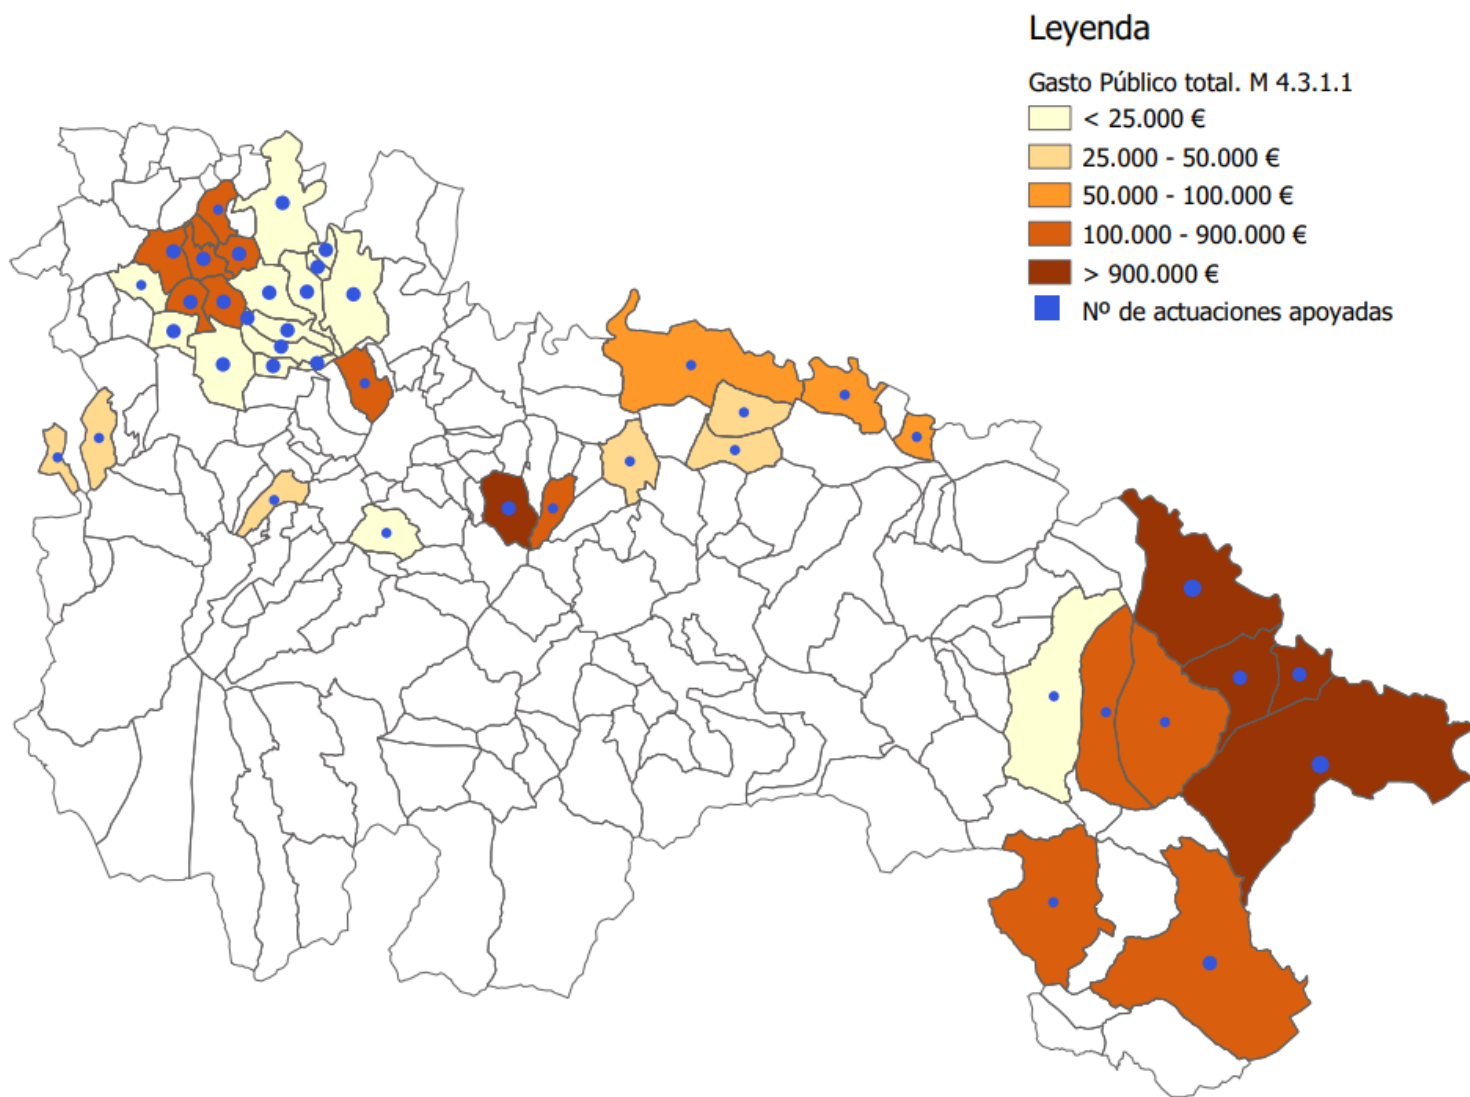 Leyenda
Gasto Público total. M 4.3.1.1
< 25.000 €
25.000 - 50.000 €
50.000 - 100.000 €
100.000 - 900.000 €
> 900.000 €
Nº de actuaciones apoyadas